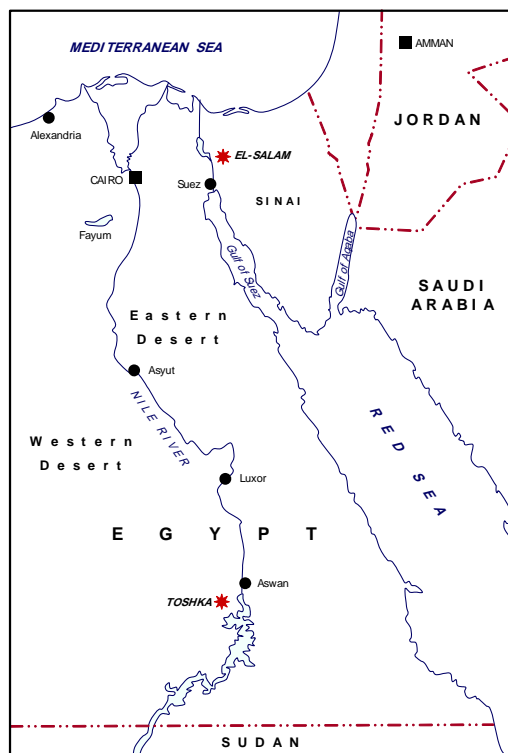 MEDITERRANEAN SEA
AMMAN
JORDAN
Alexandria
EL-SALAM
CAIRO
Suez
SINAI
Fayum
Gulf of Suez
Gulf of Aqaba
SAUDI
ARABIA
Eastern
Desert
Asyut
NILE RIVER
RED SEA
Western
Desert
Luxor
EGYPT
Aswan
TOSHKA
SUDAN